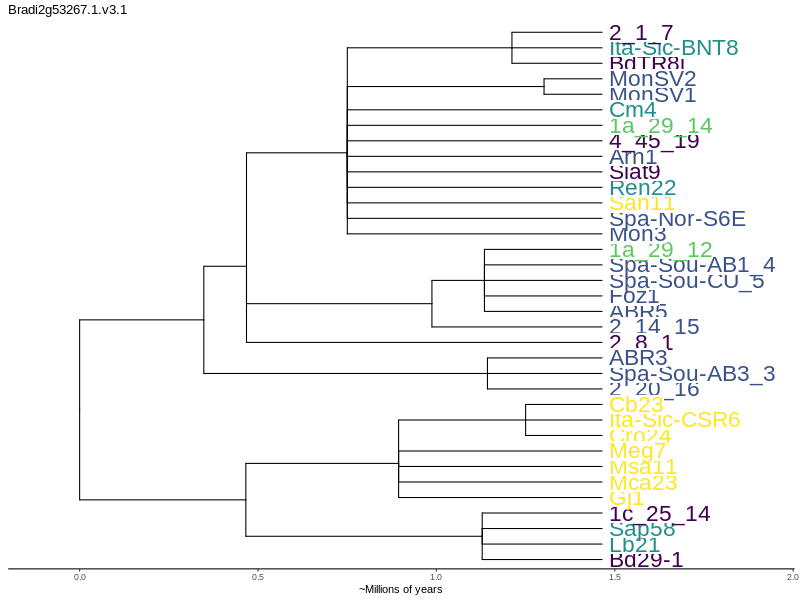 Bradi2g53267.1.v3.1
2_1_7
Ita-Sic-BNT8
BdTR8i
MonSV2
MonSV1
Cm4
1a_29_14
4_45_19
Arn1
Siat9
Ren22
San11
Spa-Nor-S6E
Mon3
1a_29_12
Spa-Sou-AB1_4
Spa-Sou-CU_5
Foz1
ABR5
2_14_15
2_8_1
ABR3
Spa-Sou-AB3_3
2_20_16
Cb23
Ita-Sic-CSR6
Cro24
Meg7
Msa11
Mca23
Gj1
1c_25_14
Sap58
Lb21
Bd29-1
0.0 0.5 1.0 1.5 2.0
~Millions of years